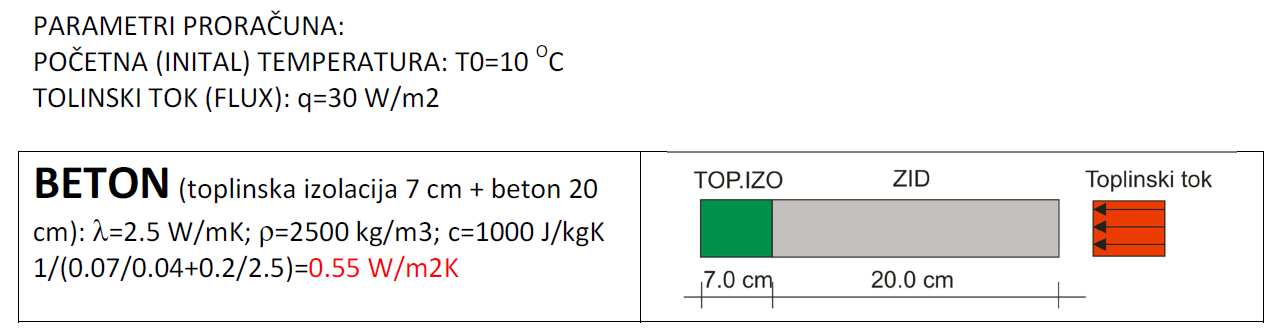 PARAMETRI PRORAČUNA:
POČETNA (INITAL) TEMPERATURA: T0=10 ⁰C
TOLINSKI TOK (FLUX): q=30 W/m2
BETON (toplinska izolacija 7 cm + beton 20
cm): λ=2.5 W/mK; ρ=2500 kg/m3; c=1000 J/kgK
1/(0.07/0.04+0.2/2.5)=0.55 W/m2K
TOP.IZO ZID Toplinski tok
7.0 cm 20.0 cm